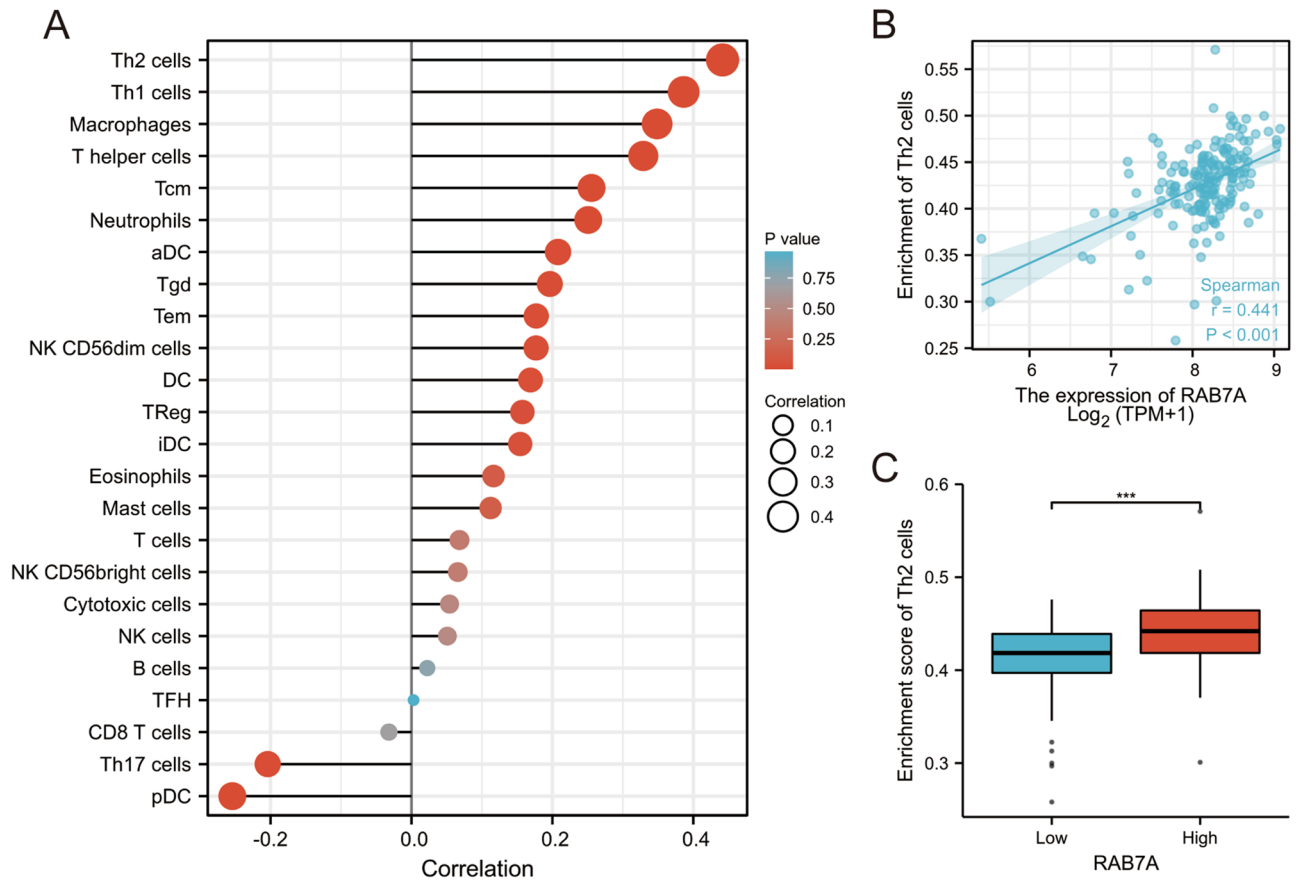 A
Th2 cells
Th1 cells
Macrophages
T helper cells
Tcm
Neutrophils
aDC
Tgd
Tem
NK CD56dim cells
DC
TReg
iDC
Eosinophils
Mast cells
T cells
NK CD56bright cells
Cytotoxic cells
NK cells
B cells
TFH
CD8 T cells
Th17 cells
pDC
-0.2 0.0 0.2 0.4
Correlation
P value
0.75
0.50
0.25
Correlation
0.1
0.2
0.3
0.4
B
Enrichment of Th2 cells
0.55
0.50
0.45
0.40
0.35
0.30
0.25
Spearman
r = 0.441
P < 0.001
6 7 8 9
The expression of RAB7A
Log2 (TPM+1)
C
Enrichment score of Th2 cells
0.6
0.5
0.4
0.3
***
Low High
RAB7A